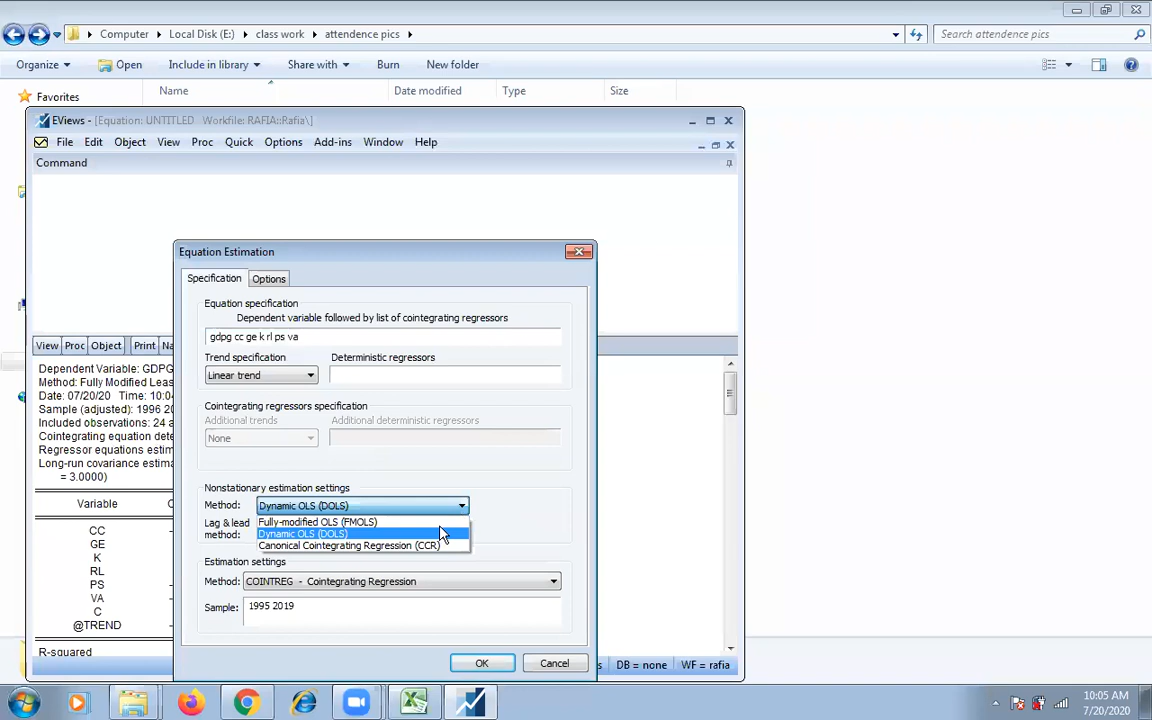 Computer
Local Disk (E:)
class work
attendence pics
Search attendence pics
Organize
Open
Include in library
Share with
Burn
New folder
Favorites
Name
Date modified
Type
Size
EViews - [Equation: UNTITLED Workfile: RAFIA::Rafia\]
File Edit Object View Proc Quick Options Add-ins Window Help
Command
Equation Estimation
Specification Options
Equation specification
Dependent variable followed by list of cointegrating regressors
gdpg cc ge k rl ps va
Trend specification
Deterministic regressors
Linear trend
Cointegrating regressors specification
Additional trends
Additional deterministic regressors
None
Nonstationary estimation settings
Method: Dynamic OLS (DOLS)
Lag & lead method:
Fully-modified OLS (FMOLS)
Dynamic OLS (DOLS)
Canonical Cointegrating Regression (CCR)
Estimation settings
Method: COINTREG - Cointegrating Regression
Sample: 1995 2019
OK
Cancel
View Proc Object Print Na
Dependent Variable: GDPG
Method: Fully Modified Leas
Date: 07/20/20 Time: 10:04
Sample (adjusted): 1996 20
Included observations: 24 a
Cointegrating equation dete
Regressor equations estim
Long-run covariance estima
= 3.0000)
Variable
CC
GE
K
RL
PS
VA
C
@TREND
R-squared
DB = none
WF = rafia
10:05 AM
7/20/2020